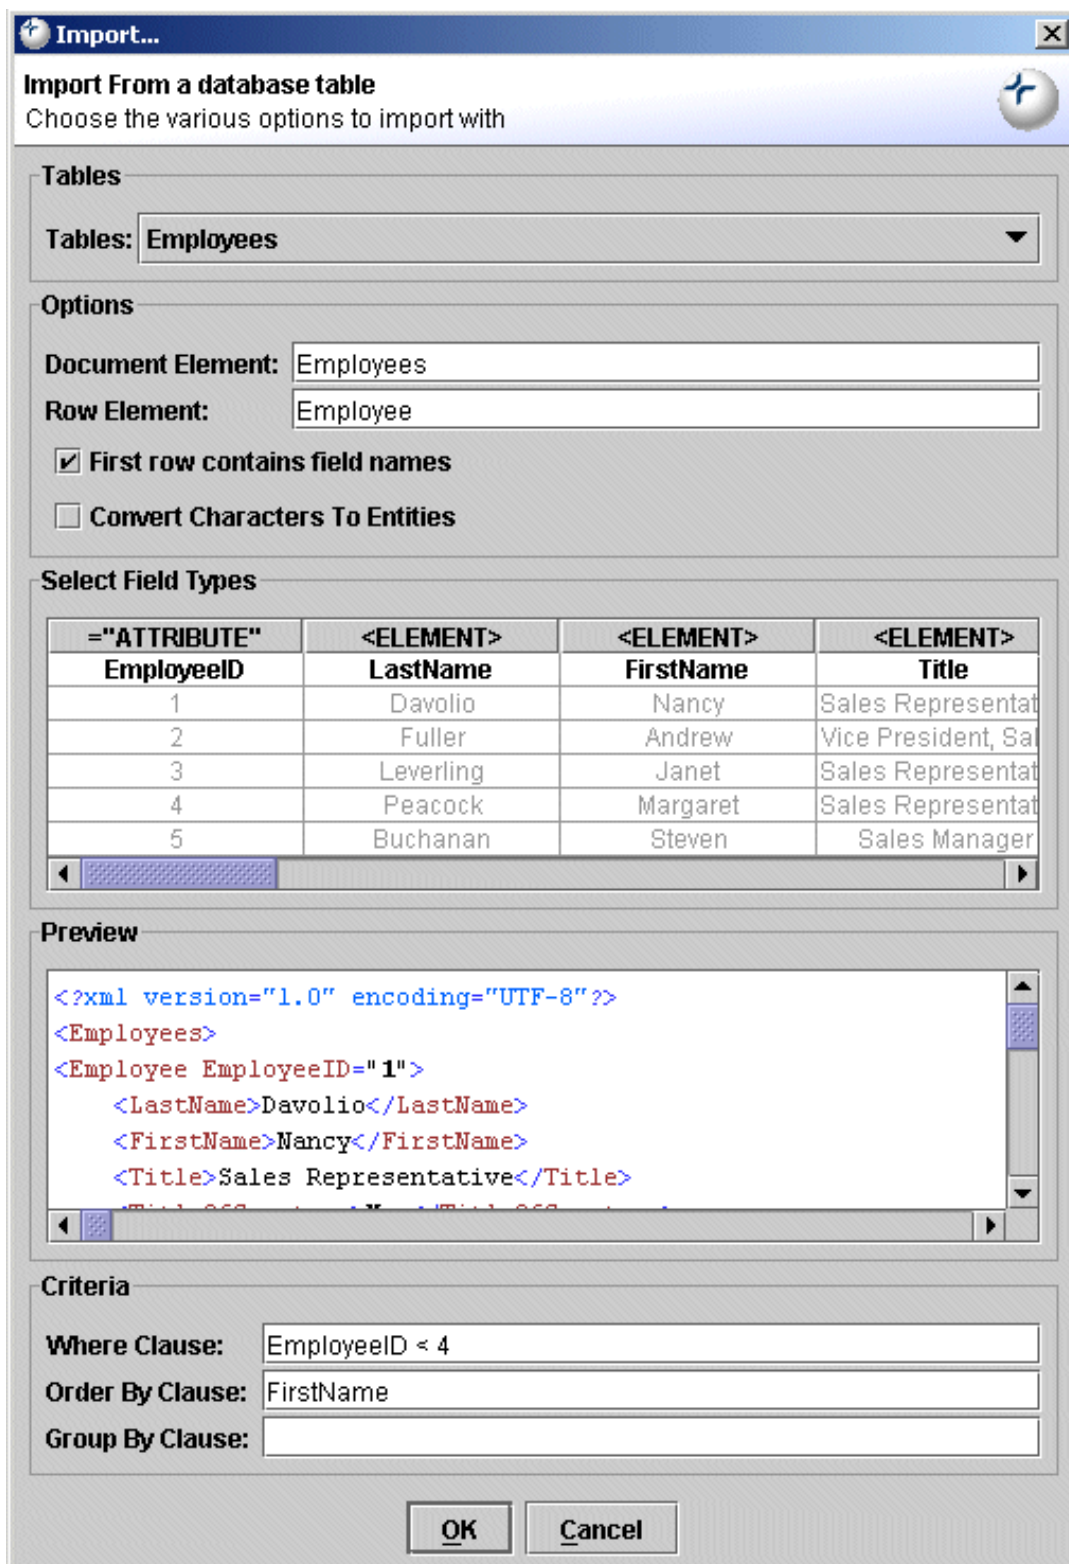 Import...
Import From a database table
Choose the various options to import with
Tables
Tables: Employees
Options
Document Element: Employees
Row Element: Employee
First row contains field names
Convert Characters To Entities
Select Field Types
="ATTRIBUTE" <ELEMENT> <ELEMENT> <ELEMENT>
EmployeeID LastName FirstName Title
1 Davolio Nancy Sales Representat
2 Fuller Andrew Vice President, Sal
3 Leverling Janet Sales Representat
4 Peacock Margaret Sales Representat
5 Buchanan Steven Sales Manager
Preview
<?xml version="1.0" encoding="UTF-8"?>
<Employees>
<Employee EmployeeID="1">
<LastName>Davolio</LastName>
<FirstName>Nancy</FirstName>
<Title>Sales Representative</Title>
Criteria
Where Clause: EmployeeID < 4
Order By Clause: FirstName
Group By Clause:
OK Cancel